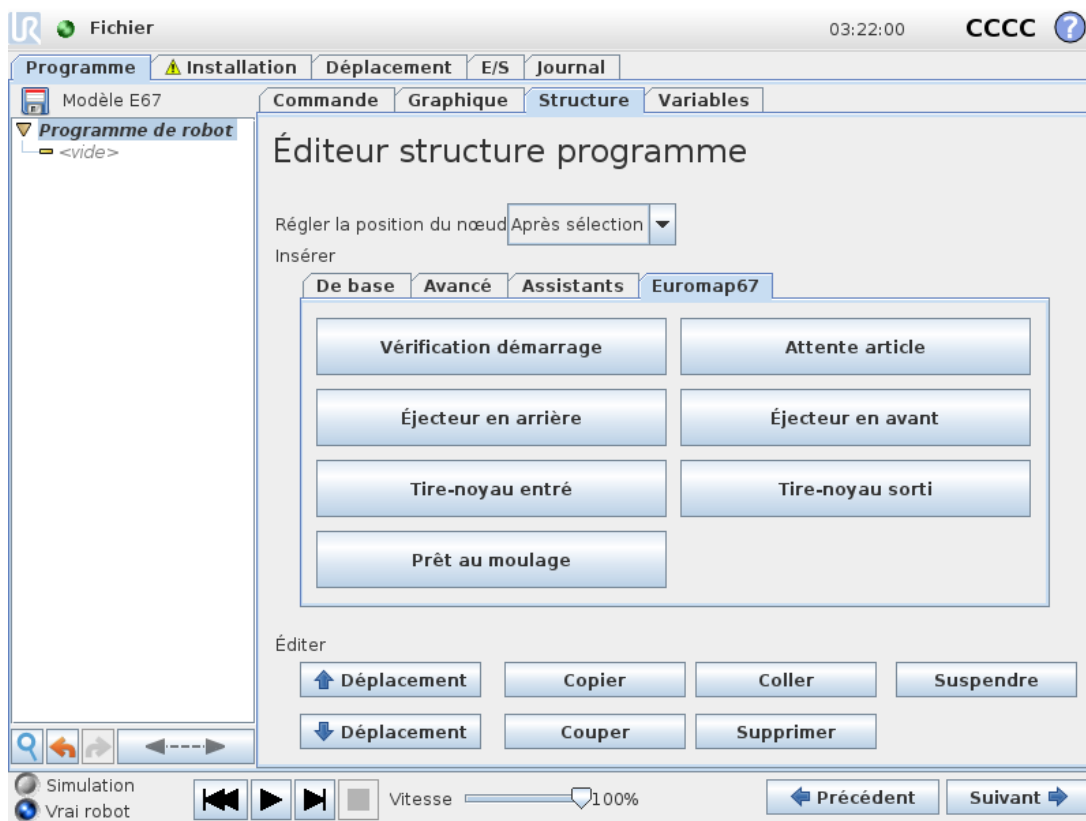 UR Fichier 03:22:00 CCCC ?
Programme Installation Déplacement E/S Journal
Modèle E67 Commande Graphique Structure Variables
Programme de robot
<vide>
Éditeur structure programme
Régler la position du nœud Après sélection
Insérer
De base Avancé Assistants Euromap67
Vérification démarrage Attente article
Éjecteur en arrière Éjecteur en avant
Tire-noyau entré Tire-noyau sorti
Prêt au moulage
Éditer
Déplacement Copier Coller Suspendre
Déplacement Couper Supprimer
Simulation
Vrai robot
Vitesse 100% Précédent Suivant